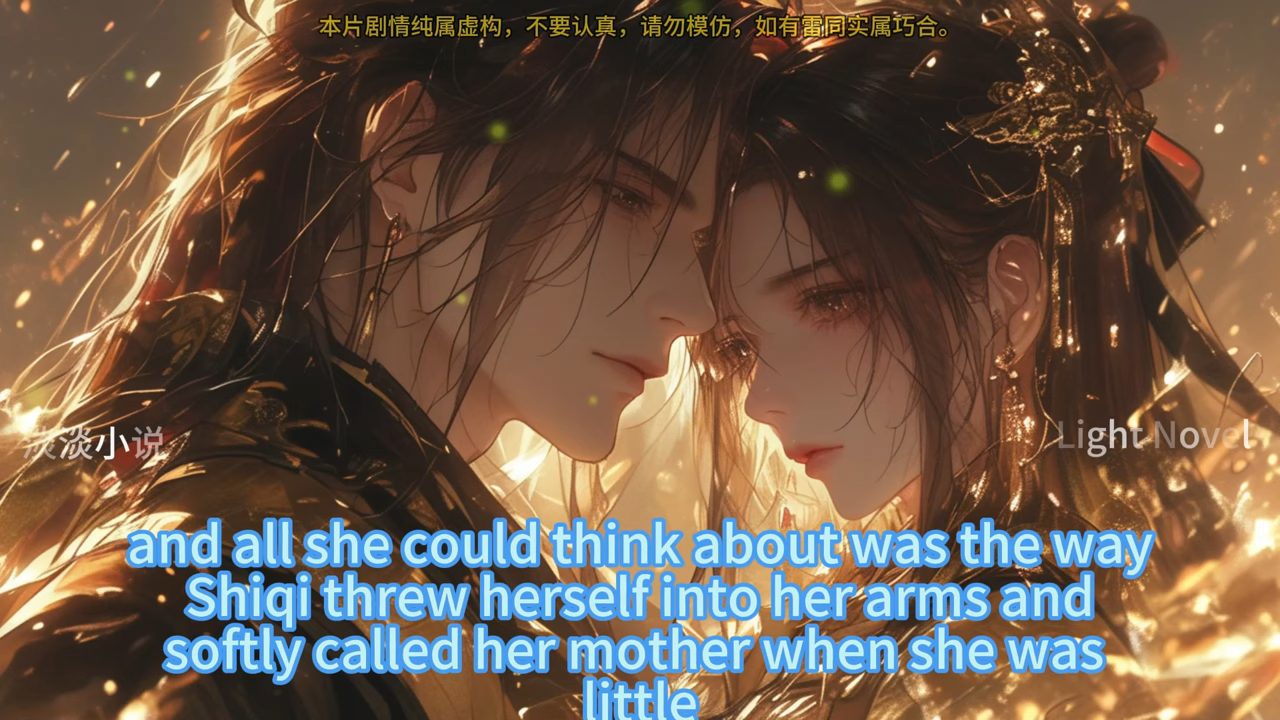 本片剧情纯属虚构，不要认真，请勿模仿，如有雷同实属巧合。
淡淡小说
Light Novel
and all she could think about was the way
Shiqi threw herself into her arms and
softly called her mother when she was
little